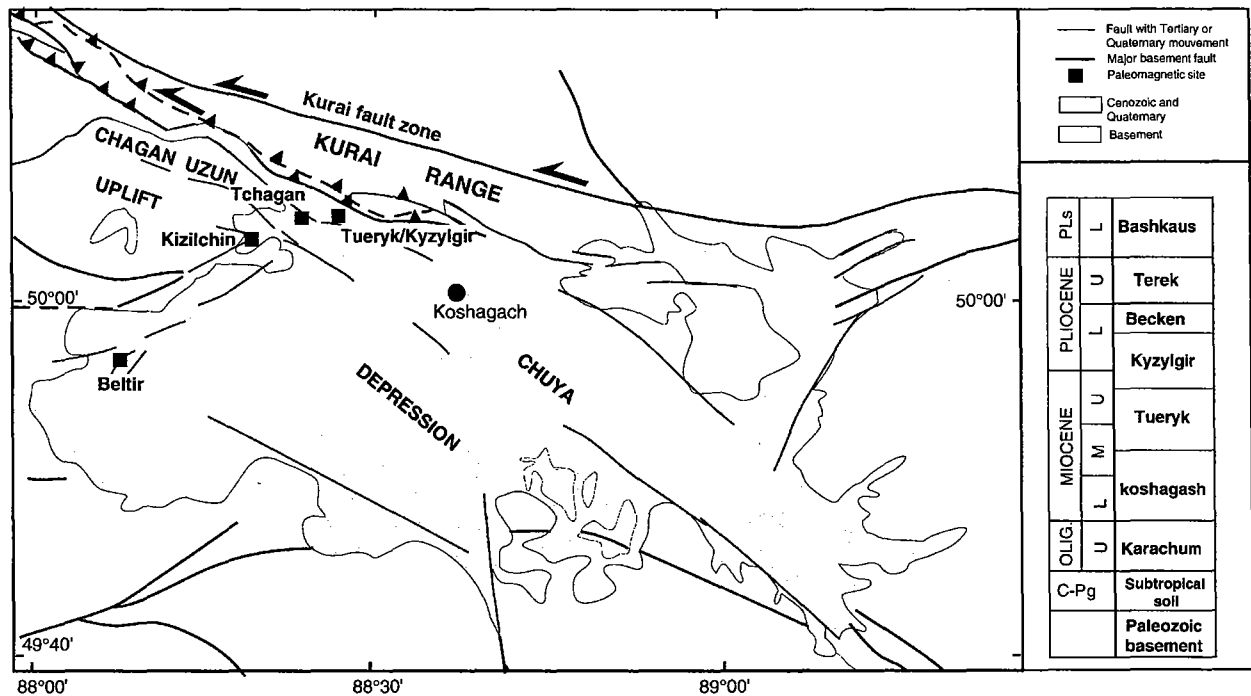 Kurai fault zone
KURAI
RANGE
CHAGAN UZUN
UPLIFT
Tchagan
Kizilchin
Tueryk/Kyzylgir
50°00'
50°00'
Koshagach
Beltir
CHUYA
DEPRESSION
49°40'
88°00'
88°30'
89°00'
Fault with Tertiary or
Quaternary mouvement
Major basement fault
Paleomagnetic site
Cenozoic and
Quaternary
Basement
PLs
L
Bashkaus
PLIOCENE
U
Terek
L
Becken
Kyzylgir
MIOCENE
U
Tueryk
M
L
koshagash
OLIG.
U
Karachum
C-Pg
Subtropical
soil
Paleozoic
basement